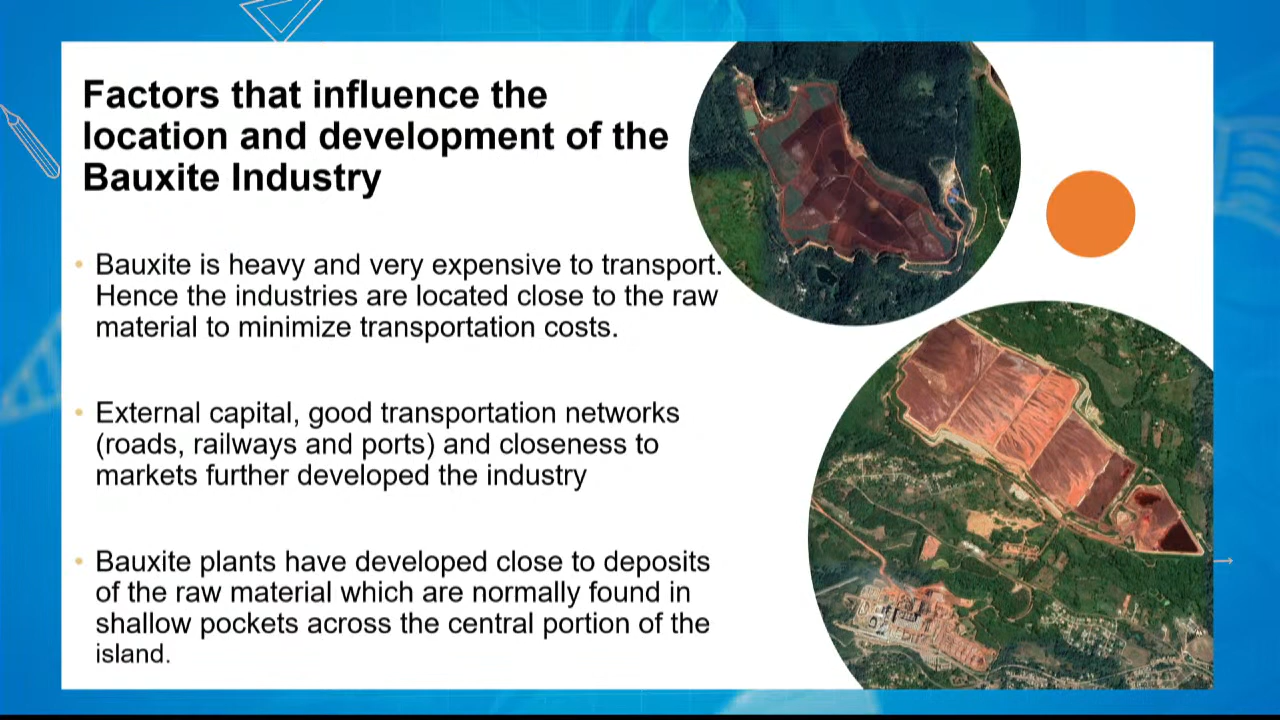 Factors that influence the
location and development of the
Bauxite Industry
• Bauxite is heavy and very expensive to transport.
Hence the industries are located close to the raw
material to minimize transportation costs.
• External capital, good transportation networks
(roads, railways and ports) and closeness to
markets further developed the industry
• Bauxite plants have developed close to deposits
of the raw material which are normally found in
shallow pockets across the central portion of the
island.